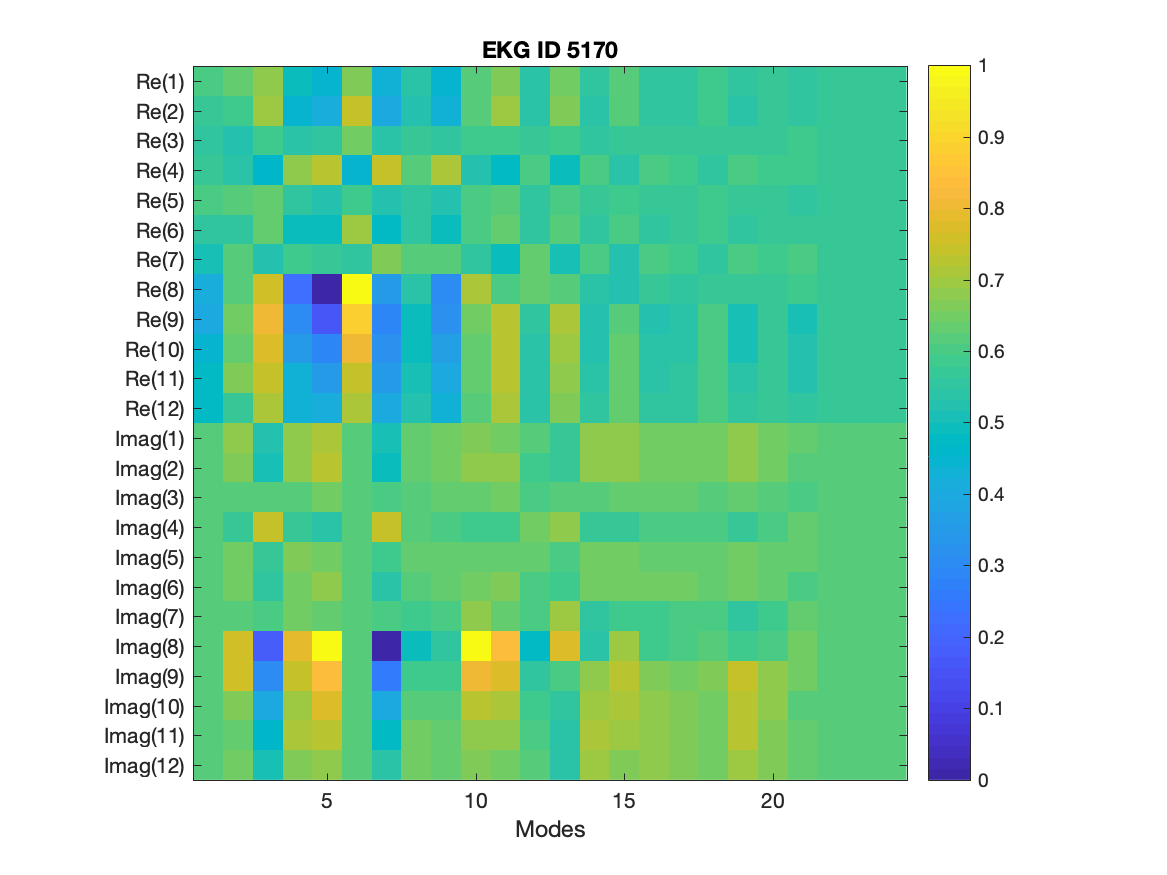 EKG ID 5170
Re(1)
Re(2)
Re(3)
Re(4)
Re(5)
Re(6)
Re(7)
Re(8)
Re(9)
Re(10)
Re(11)
Re(12)
Imag(1)
Imag(2)
Imag(3)
Imag(4)
Imag(5)
Imag(6)
Imag(7)
Imag(8)
Imag(9)
Imag(10)
Imag(11)
Imag(12)
5 10 15 20
Modes
1
0.9
0.8
0.7
0.6
0.5
0.4
0.3
0.2
0.1
0